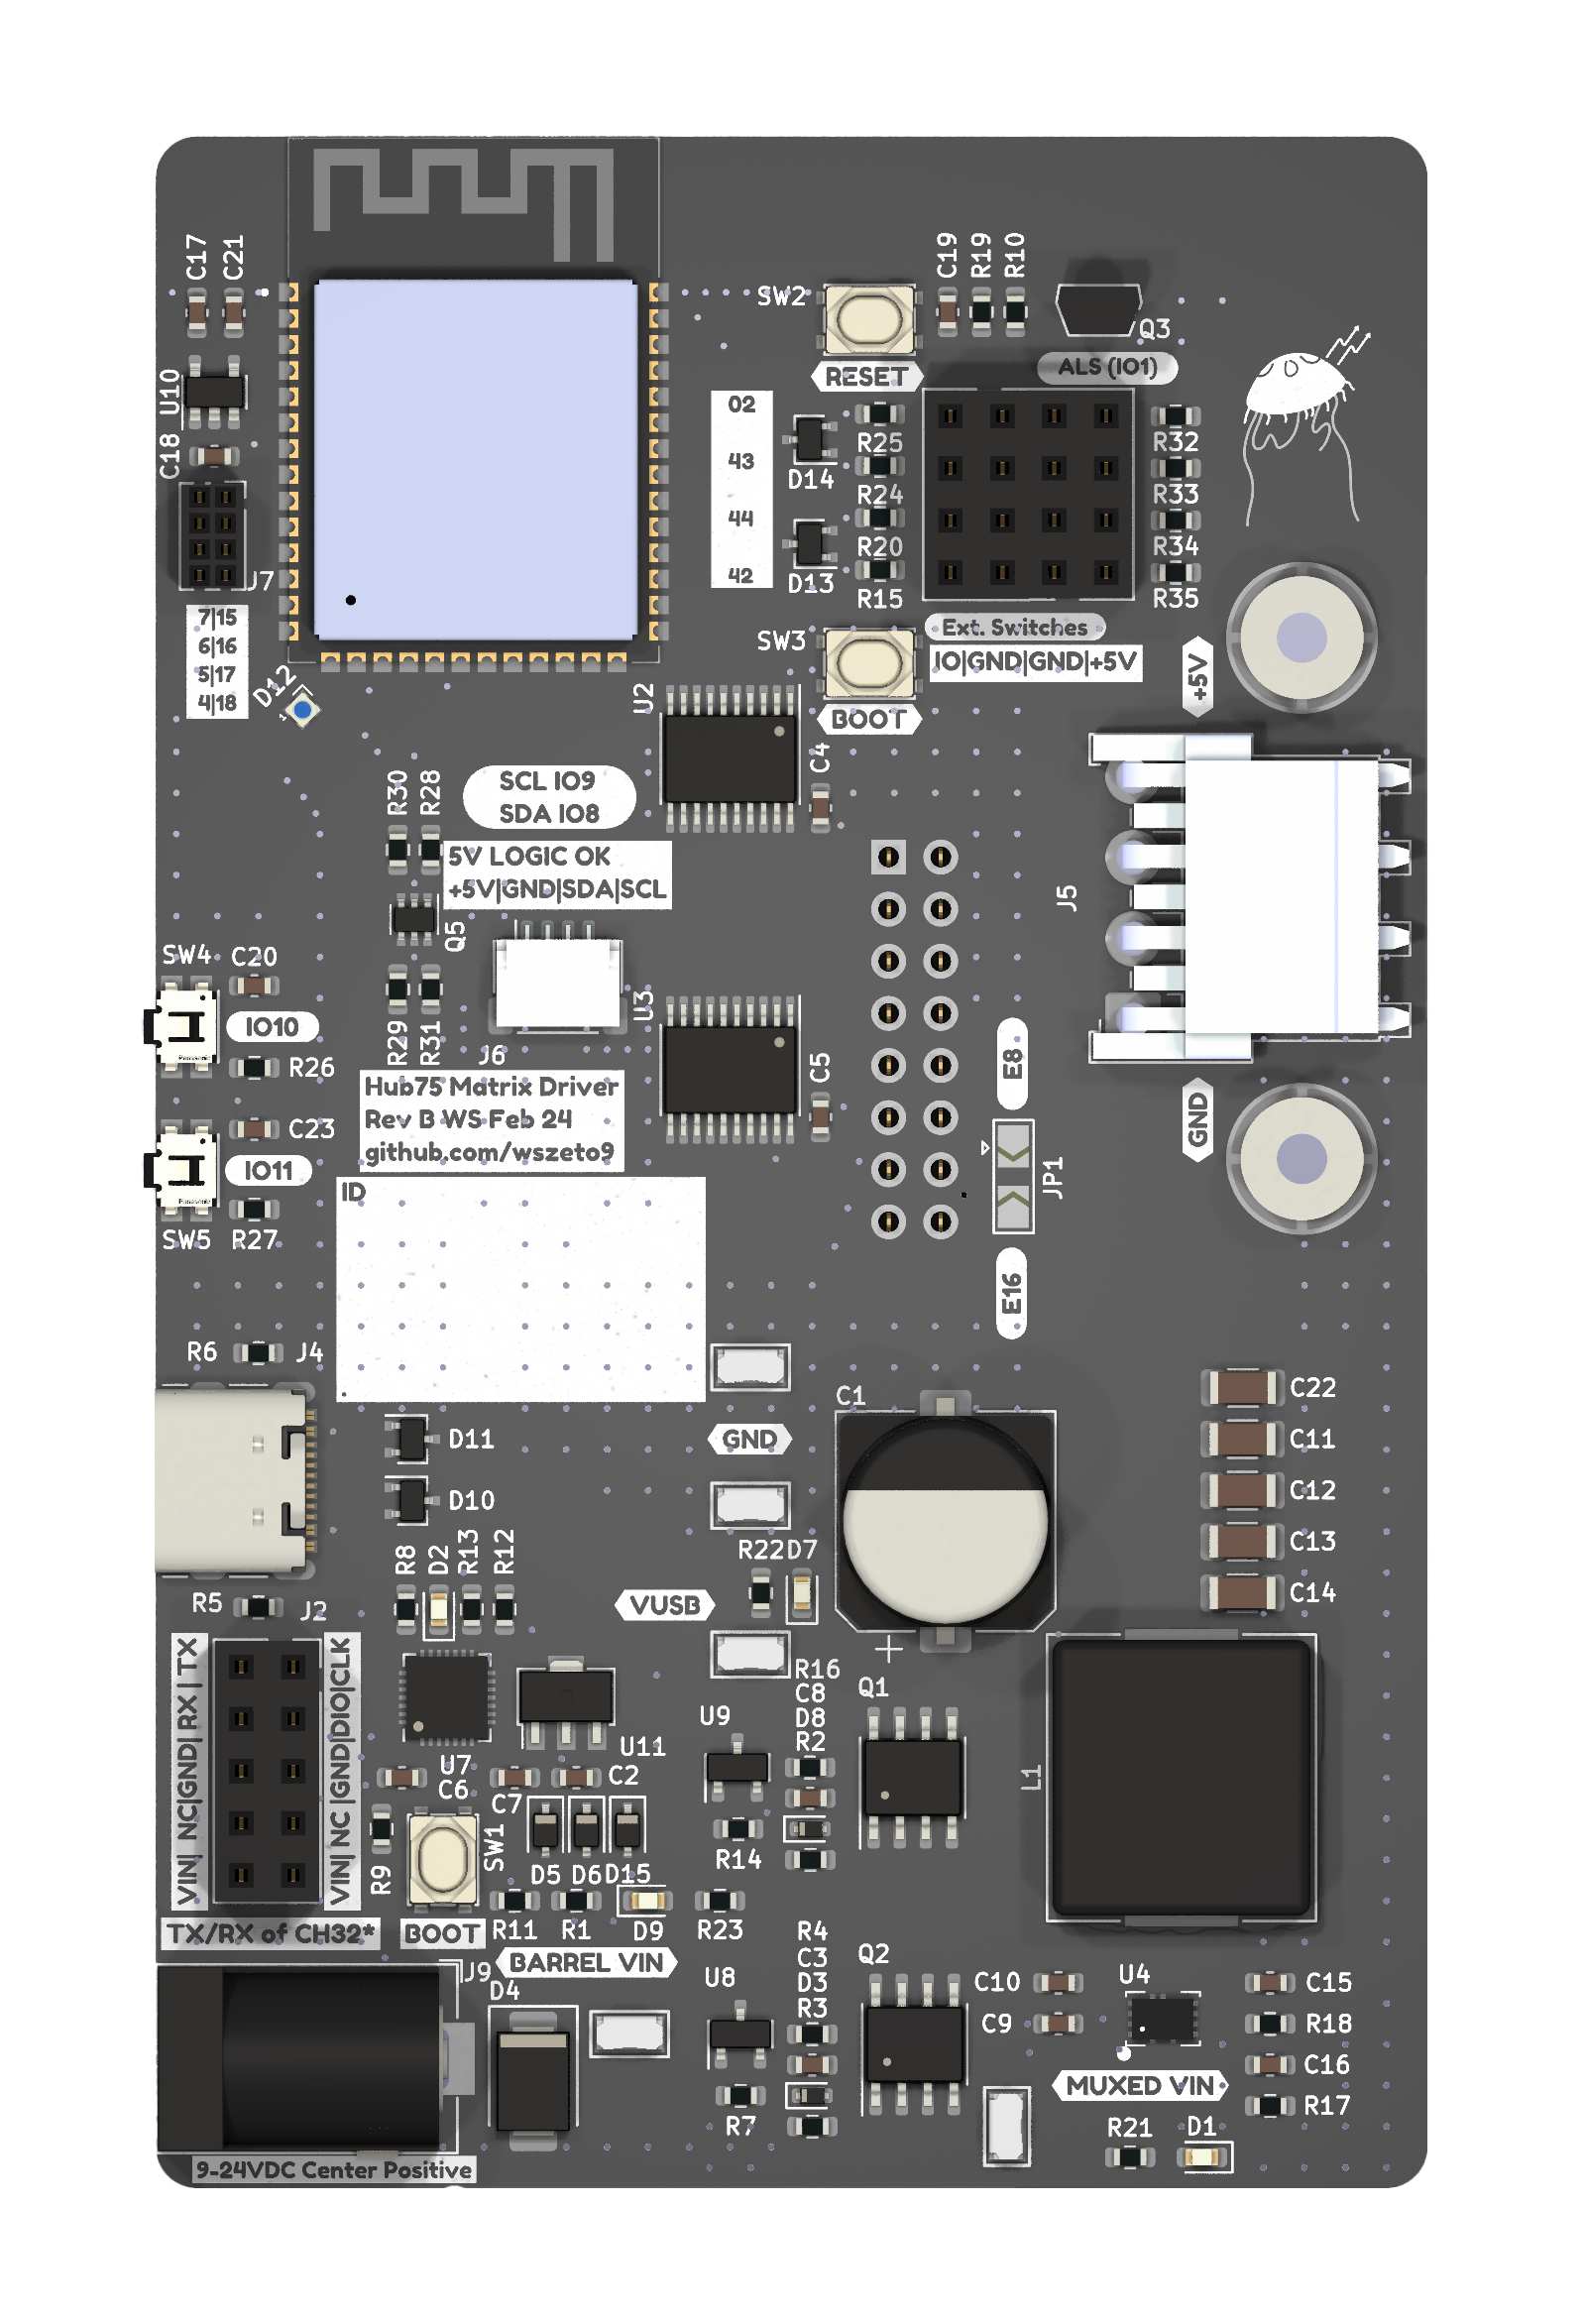 C17
C21
U10
C18
J7
7|15
6|16
5|17
4|18
D12
1
SW2
RESET
C19
R19
R10
Q3
ALS (IO1)
02
43
44
42
D14
D13
R25
R24
R20
R15
R32
R33
R34
R35
SW3
BOOT
Ext. Switches
IO|GND|GND|+5V
+5V
U2
C4
R30
R28
SCL IO9
SDA IO8
5V LOGIC OK
+5V|GND|SDA|SCL
Q5
R29
R31
J6
U3
C5
J5
GND
SW4
C20
IO10
Panasonic
R26
C23
IO11
Panasonic
SW5
R27
Hub75 Matrix Driver
Rev B WS Feb 24
github.com/wszeto9
ID
E8
JP1
E16
R6
J4
D11
D10
GND
C1
C22
C11
C12
C13
C14
R8
D2
R13
R12
R22
D7
R5
J2
VUSB
+
VIN| NC|GND| RX | TX
VIN| NC |GND|DIO|CLK
TX/RX of CH32*
U7
C6
U11
C7
C2
R9
SW1
BOOT
D5
D6
D15
R11
R1
D9
R23
U9
R16
C8
D8
R2
R14
Q1
L1
BARREL VIN
J9
D4
U8
R4
C3
D3
R3
R7
Q2
C10
C9
U4
C15
R18
C16
R17
MUXED VIN
R21
D1
9-24VDC Center Positive